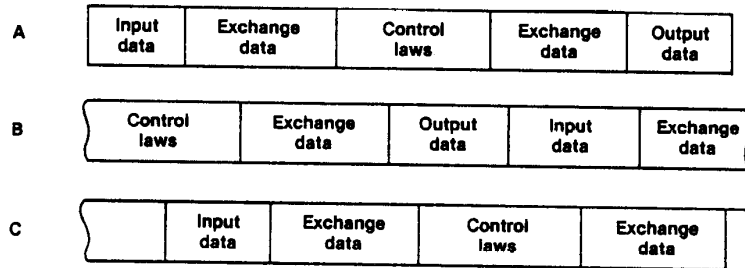 A
Input data
Exchange data
Control laws
Exchange data
Output data
B
Control laws
Exchange data
Output data
Input data
Exchange data
C
Input data
Exchange data
Control laws
Exchange data